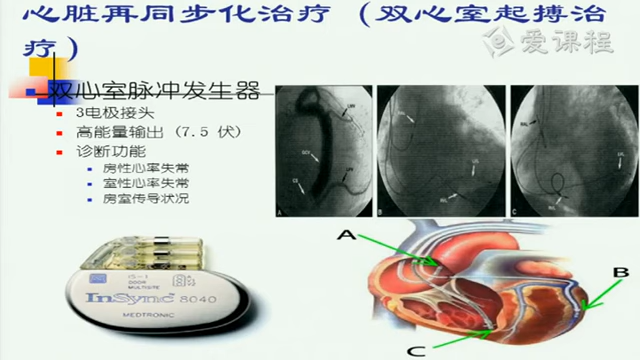 心脏再同步化治疗（双心室起搏治
疗）
爱课程
双心室脉冲发生器
3电极接头
高能量输出（7.5 伏）
诊断功能
房性心率失常
室性心率失常
房室传导状况
A
B
C
A
B
C
IS-1
MULTISITE
InSync 8040
MEDTRONIC